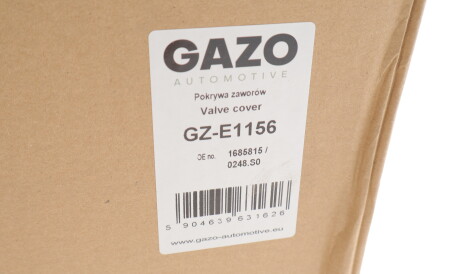 GAZO
AUTOMOTIVE
Pokrywa zaworów
Valve cover
GZ-E1156
OE no. 1685815 /
0248.S0
5 904639 631626
www.gazo-automotive.eu